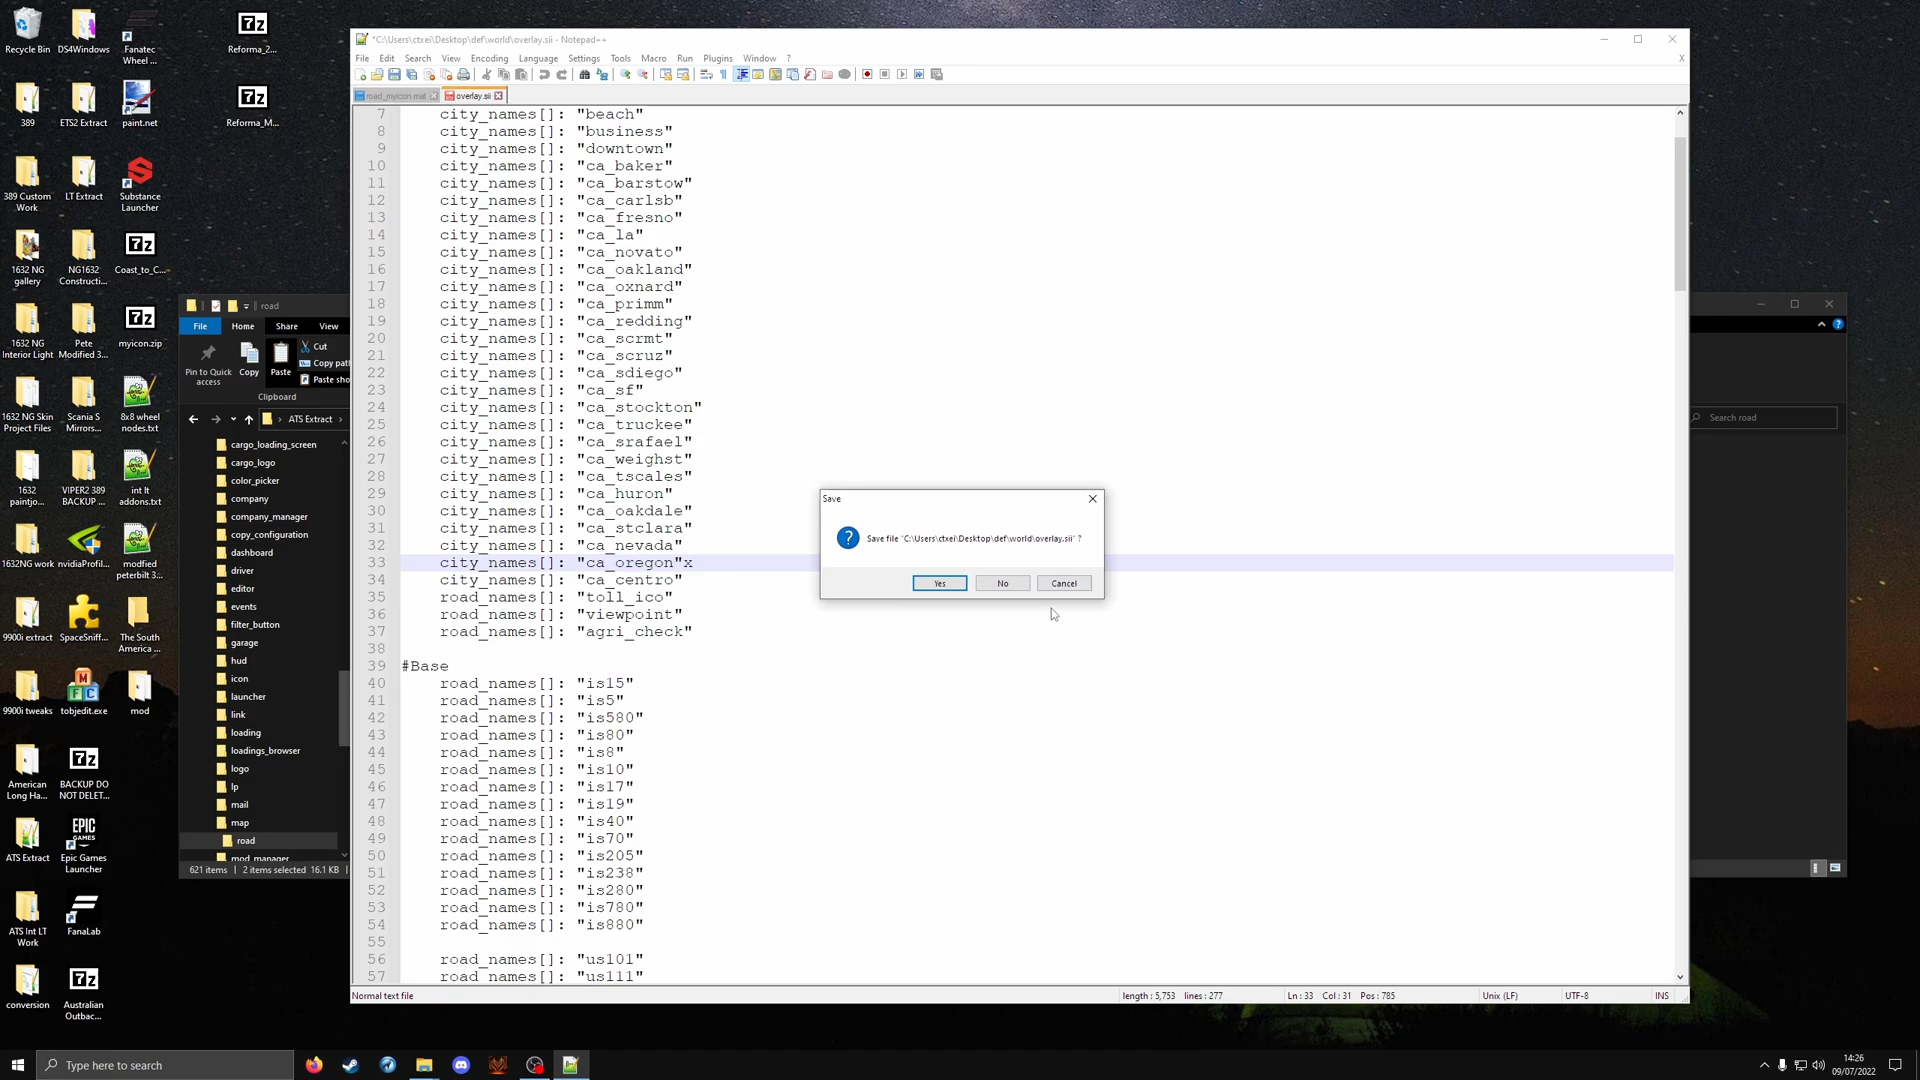 Recycle Bin
DS4Windows
Fanatec
Wheel ...
Reforma_2...
389
ETS2 Extract
paint.net
Reforma_M...
389 Custom
Work
LT Extract
Substance
Launcher
1632 NG
gallery
NG1632
Constructi...
Coast_to_C...
1632 NG
Interior Light
Pete
Modified 3...
myicon.zip
1632 NG Skin
Project Files
Scania S
Mirrors...
8x8 wheel
nodes.txt
1632
paintjo...
VIPER2 389
BACKUP ...
int lt
addons.txt
1632NG work
nvidiaProfil...
modfied
peterbilt 3...
9900i extract
SpaceSniff...
The South
America ...
9900i tweaks
tobjedit.exe
mod
American
Long Ha...
BACKUP DO
NOT DELET...
ATS Extract
Epic Games
Launcher
ATS Int LT
Work
FanaLab
conversion
Australian
Outbac...
road
File Home Share View
Pin to Quick
access
Copy
Paste
Cut
Copy path
Paste sho
Clipboard
ATS Extract
cargo_loading_screen
cargo_logo
color_picker
company
company_manager
copy_configuration
dashboard
driver
editor
events
filter_button
garage
hud
icon
launcher
link
loading
loadings_browser
logo
lp
mail
map
road
mod_manager
621 items 2 items selected 16.1 KB
Search road
*C:\Users\ctxei\Desktop\def\world\overlay.sii - Notepad++
File Edit Search View Encoding Language Settings Tools Macro Run Plugins Window ?
X
road_myicon.mat
overlay.sii
7 city_names[]: "beach"
8 city_names[]: "business"
9 city_names[]: "downtown"
10 city_names[]: "ca_baker"
11 city_names[]: "ca_barstow"
12 city_names[]: "ca_carlsb"
13 city_names[]: "ca_fresno"
14 city_names[]: "ca_la"
15 city_names[]: "ca_novato"
16 city_names[]: "ca_oakland"
17 city_names[]: "ca_oxnard"
18 city_names[]: "ca_primm"
19 city_names[]: "ca_redding"
20 city_names[]: "ca_scrmt"
21 city_names[]: "ca_scruz"
22 city_names[]: "ca_sdiego"
23 city_names[]: "ca_sf"
24 city_names[]: "ca_stockton"
25 city_names[]: "ca_truckee"
26 city_names[]: "ca_srafael"
27 city_names[]: "ca_weighst"
28 city_names[]: "ca_tscales"
29 city_names[]: "ca_huron"
30 city_names[]: "ca_oakdale"
31 city_names[]: "ca_stclara"
32 city_names[]: "ca_nevada"
33 city_names[]: "ca_oregon"x
34 city_names[]: "ca_centro"
35 road_names[]: "toll_ico"
36 road_names[]: "viewpoint"
37 road_names[]: "agri_check"
38
39 #Base
40 road_names[]: "is15"
41 road_names[]: "is5"
42 road_names[]: "is580"
43 road_names[]: "is80"
44 road_names[]: "is8"
45 road_names[]: "is10"
46 road_names[]: "is17"
47 road_names[]: "is19"
48 road_names[]: "is40"
49 road_names[]: "is70"
50 road_names[]: "is205"
51 road_names[]: "is238"
52 road_names[]: "is280"
53 road_names[]: "is780"
54 road_names[]: "is880"
55
56 road_names[]: "us101"
57 road_names[]: "us111"
Save
Save file "C:\Users\ctxei\Desktop\def\world\overlay.sii" ?
Yes No Cancel
Normal text file length : 5,753 lines : 277 Ln : 33 Col : 31 Pos : 785 Unix (LF) UTF-8 INS
Type here to search
14:26
09/07/2022